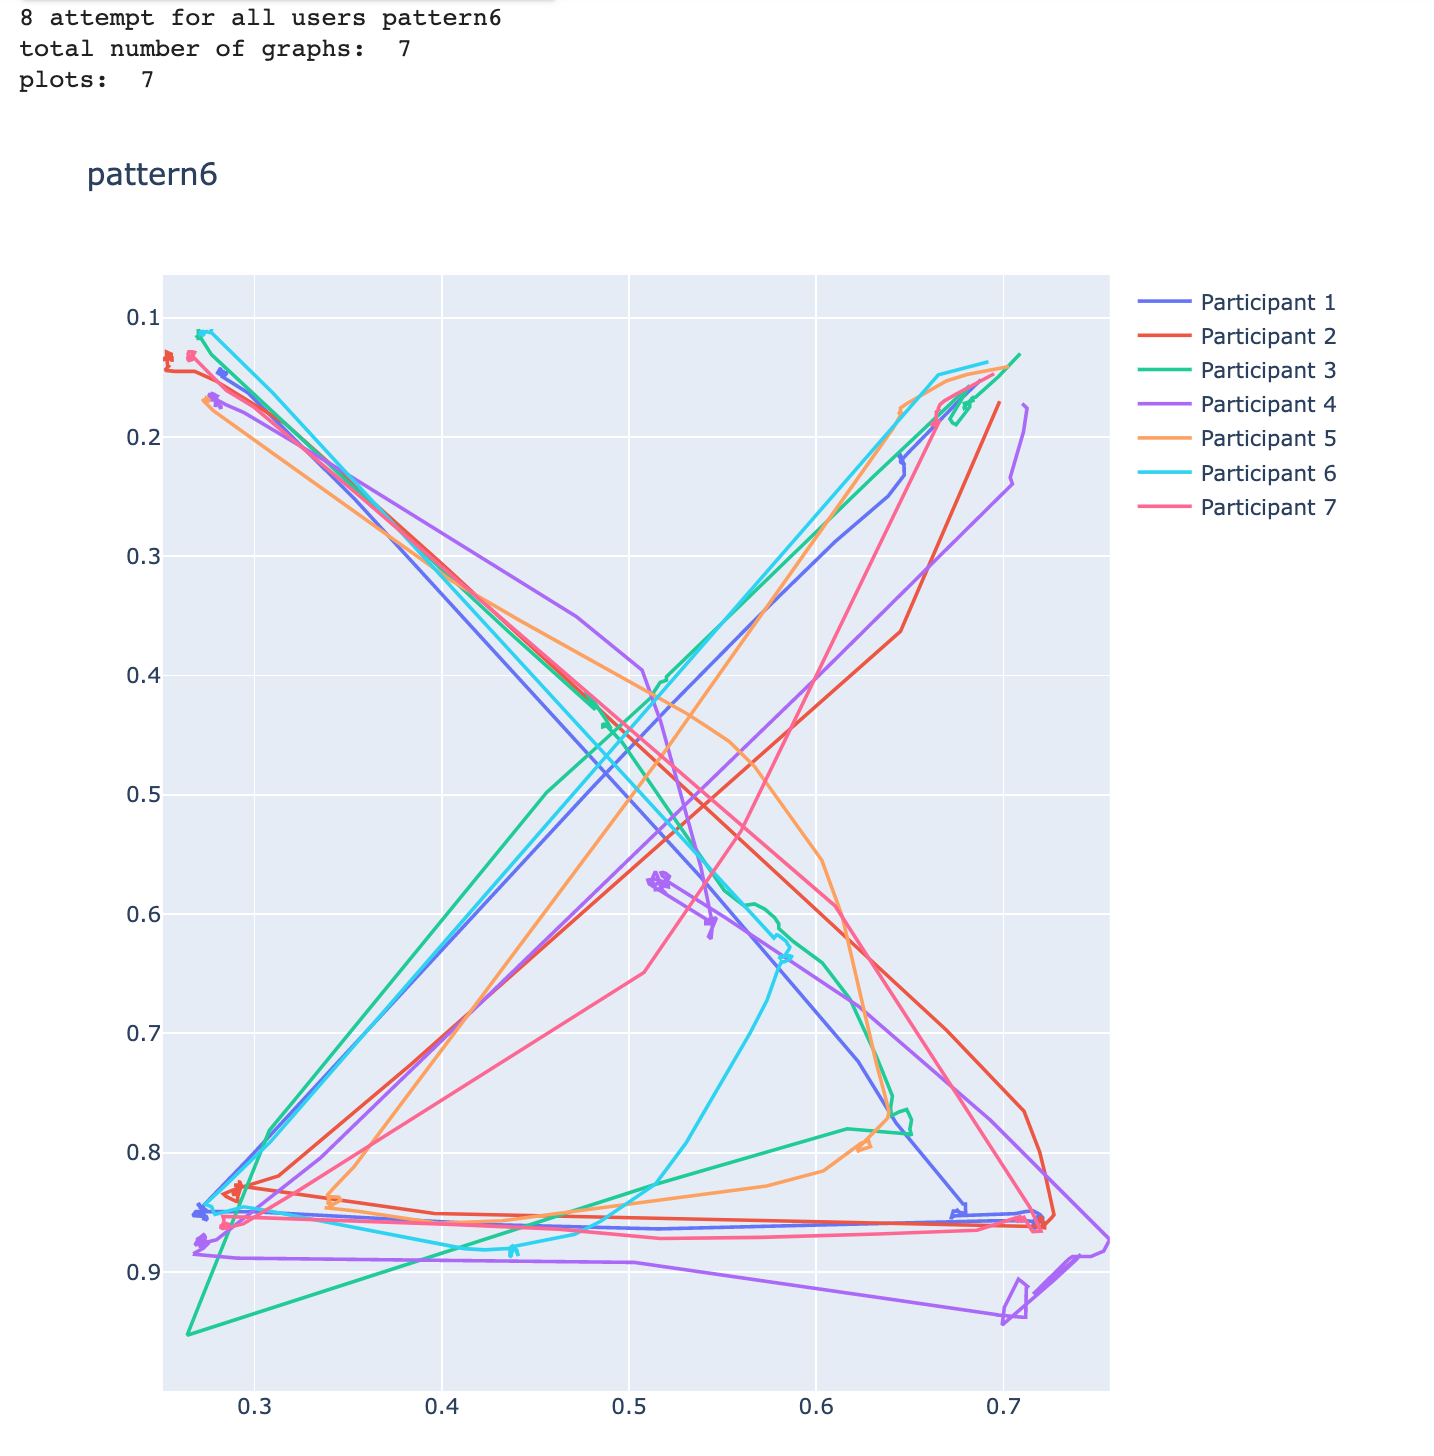 8 attempt for all users pattern6
total number of graphs:  7
plots:  7
pattern6
0.1
0.2
0.3
0.4
0.5
0.6
0.7
0.8
0.9
0.3 0.4 0.5 0.6 0.7
Participant 1
Participant 2
Participant 3
Participant 4
Participant 5
Participant 6
Participant 7